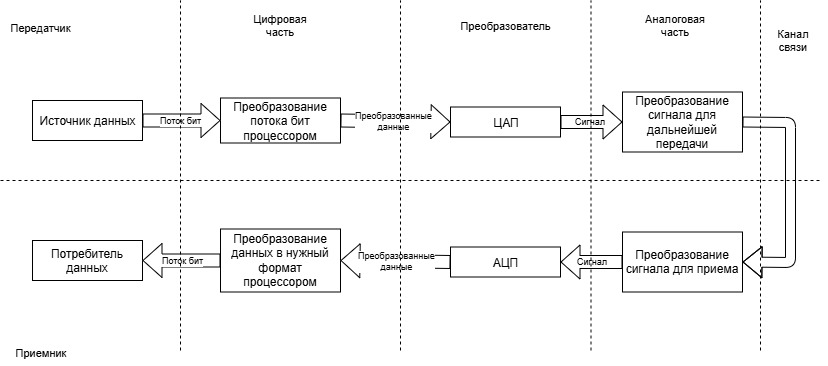 Передатчик
Цифровая
часть
Преобразователь
Аналоговая
часть
Канал
связи
Источник данных
Поток бит
Преобразование
потока бит
процессором
Преобразованные
данные
ЦАП
Сигнал
Преобразование
сигнала для
дальнейшей
передачи
Потребитель
данных
Поток бит
Преобразование
данных в нужный
формат
процессором
Преобразованные
данные
АЦП
Сигнал
Преобразование
сигнала для приема
Приемник